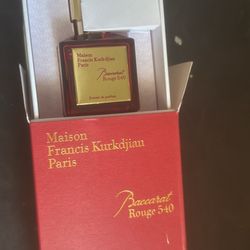 Maison
Francis Kurkdjian
Paris
Baccarat
Rouge 540
Extrait de parfum
Maison
Francis Kurkdjian
Paris
Baccarat
Rouge 540